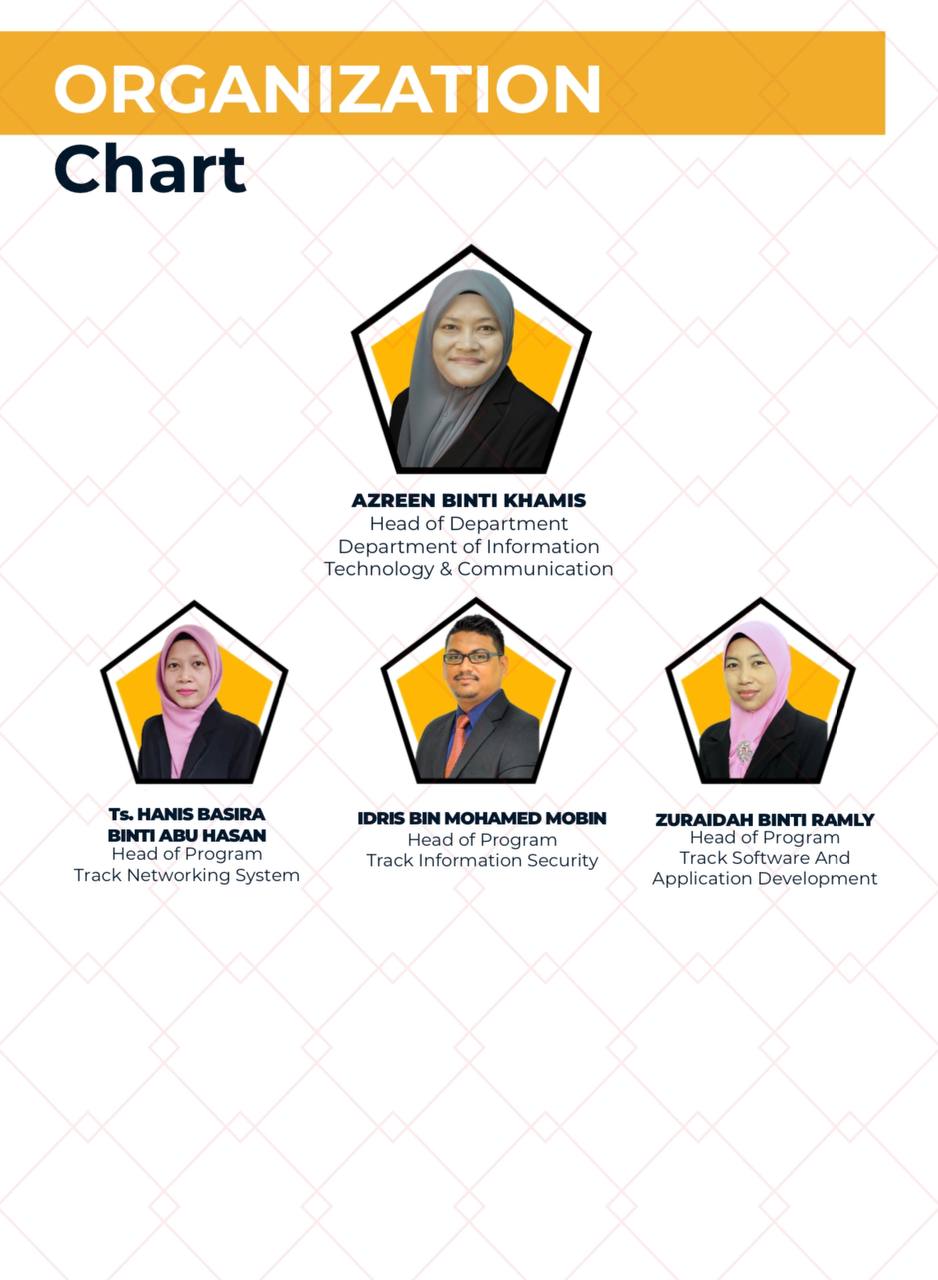 ORGANIZATION
Chart
AZREEN BINTI KHAMIS
Head of Department
Department of Information
Technology & Communication
Ts. HANIS BASIRA
BINTI ABU HASAN
Head of Program
Track Networking System
IDRIS BIN MOHAMED MOBIN
Head of Program
Track Information Security
ZURAIDAH BINTI RAMLY
Head of Program
Track Software And
Application Development